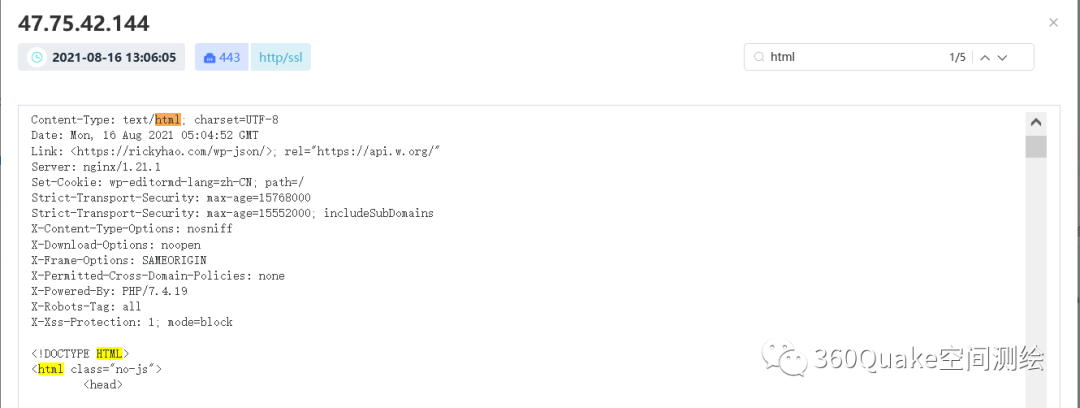 47.75.42.144
2021-08-16 13:06:05 443 http/ssl html 1/5
Content-Type: text/html; charset=UTF-8
Date: Mon, 16 Aug 2021 05:04:52 GMT
Link: <https://rickyhao.com/wp-json/>; rel="https://api.w.org/"
Server: nginx/1.21.1
Set-Cookie: wp-editormd-lang=zh-CN; path=/
Strict-Transport-Security: max-age=15768000
Strict-Transport-Security: max-age=15552000; includeSubDomains
X-Content-Type-Options: nosniff
X-Download-Options: noopen
X-Frame-Options: SAMEORIGIN
X-Permitted-Cross-Domain-Policies: none
X-Powered-By: PHP/7.4.19
X-Robots-Tag: all
X-Xss-Protection: 1; mode=block
<!DOCTYPE HTML>
<html class="no-js">
<head>
360Quake空间测绘